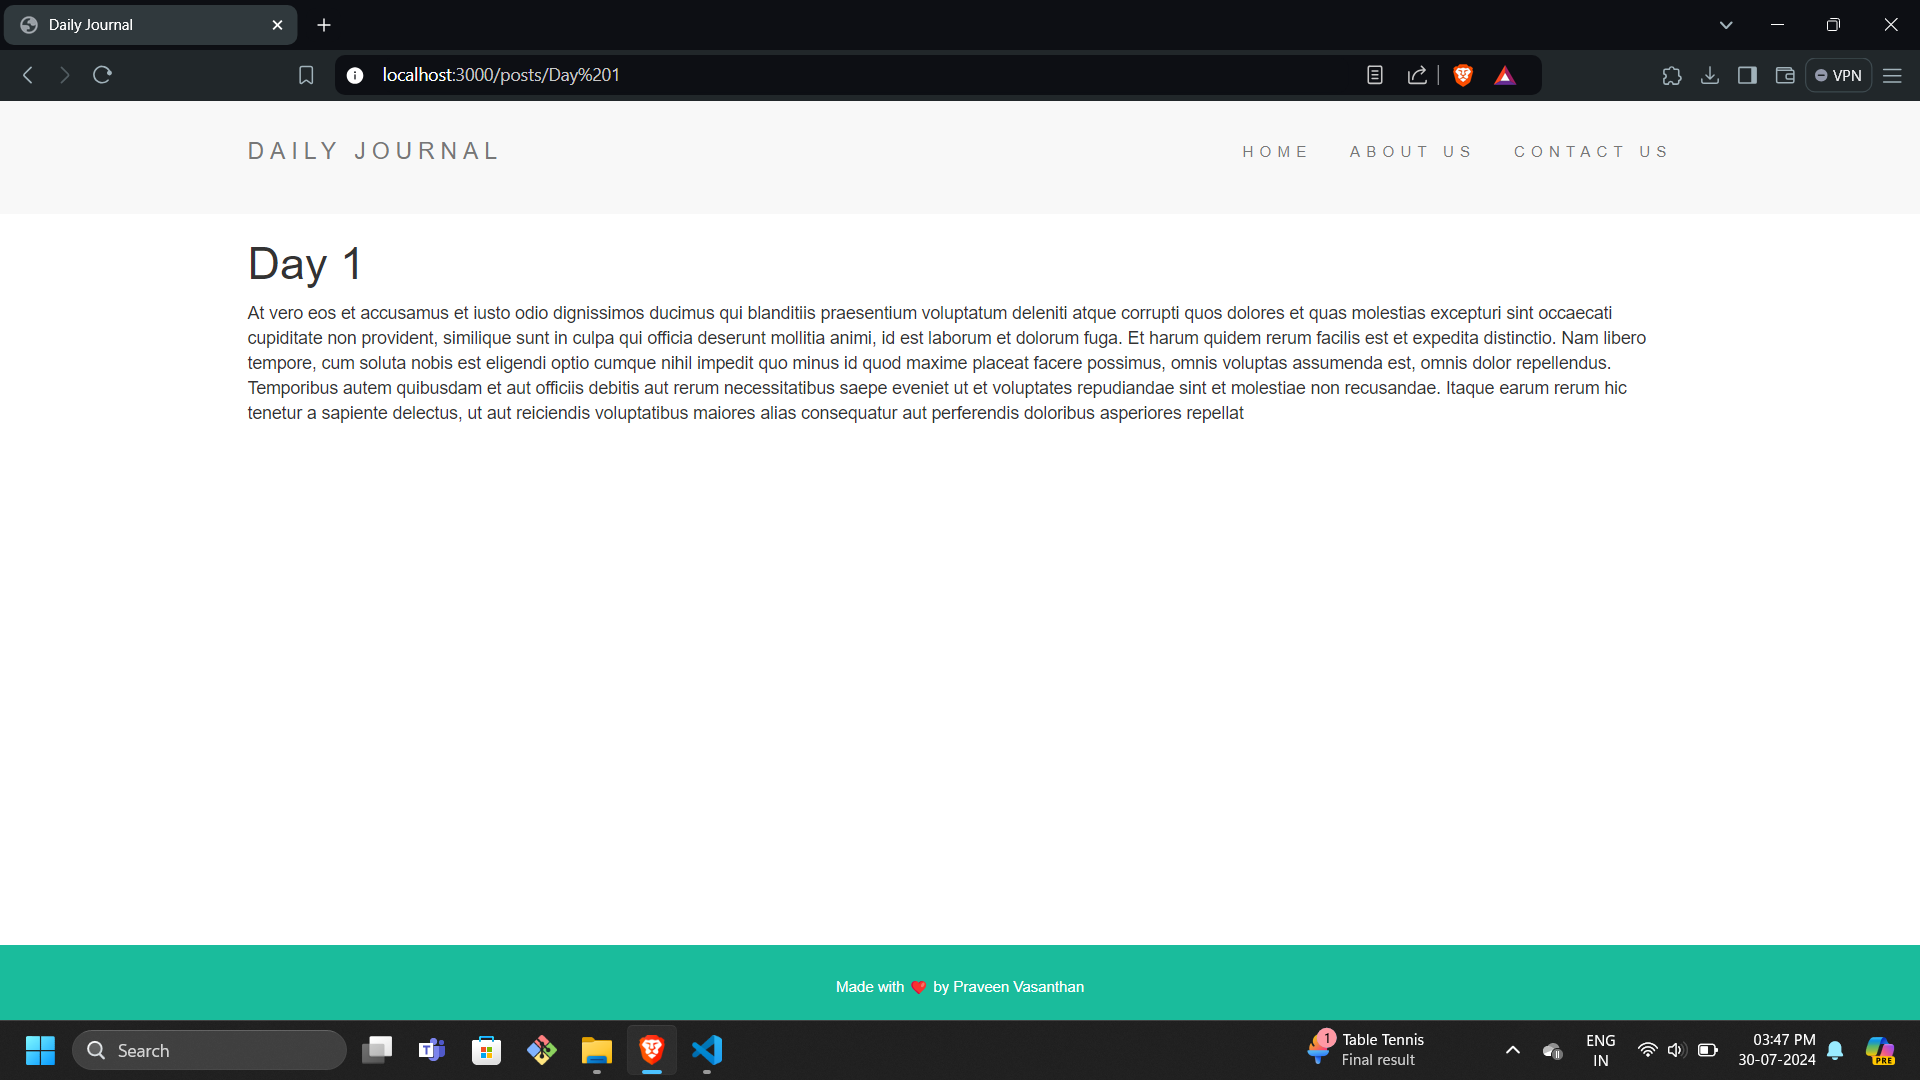 Daily Journal
localhost:3000/posts/Day%201
VPN
DAILY JOURNAL
HOME ABOUT US CONTACT US
Day 1
At vero eos et accusamus et iusto odio dignissimos ducimus qui blanditiis praesentium voluptatum deleniti atque corrupti quos dolores et quas molestias excepturi sint occaecati
cupiditate non provident, similique sunt in culpa qui officia deserunt mollitia animi, id est laborum et dolorum fuga. Et harum quidem rerum facilis est et expedita distinctio. Nam libero
tempore, cum soluta nobis est eligendi optio cumque nihil impedit quo minus id quod maxime placeat facere possimus, omnis voluptas assumenda est, omnis dolor repellendus.
Temporibus autem quibusdam et aut officiis debitis aut rerum necessitatibus saepe eveniet ut et voluptates repudiandae sint et molestiae non recusandae. Itaque earum rerum hic
tenetur a sapiente delectus, ut aut reiciendis voluptatibus maiores alias consequatur aut perferendis doloribus asperiores repellat
Made with ❤ by Praveen Vasanthan
Search
1
Table Tennis
Final result
ENG
IN
03:47 PM
30-07-2024
PRE